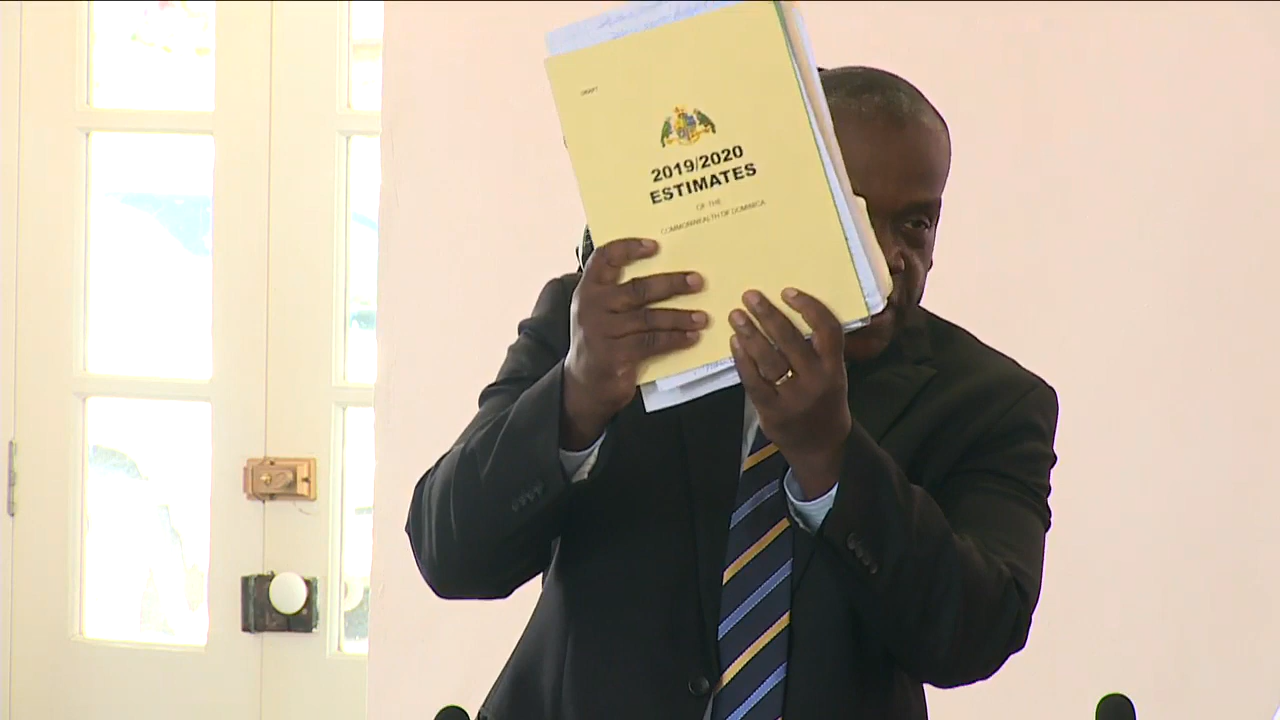 DRAFT
2019/2020
ESTIMATES
OF THE
COMMONWEALTH OF DOMINICA